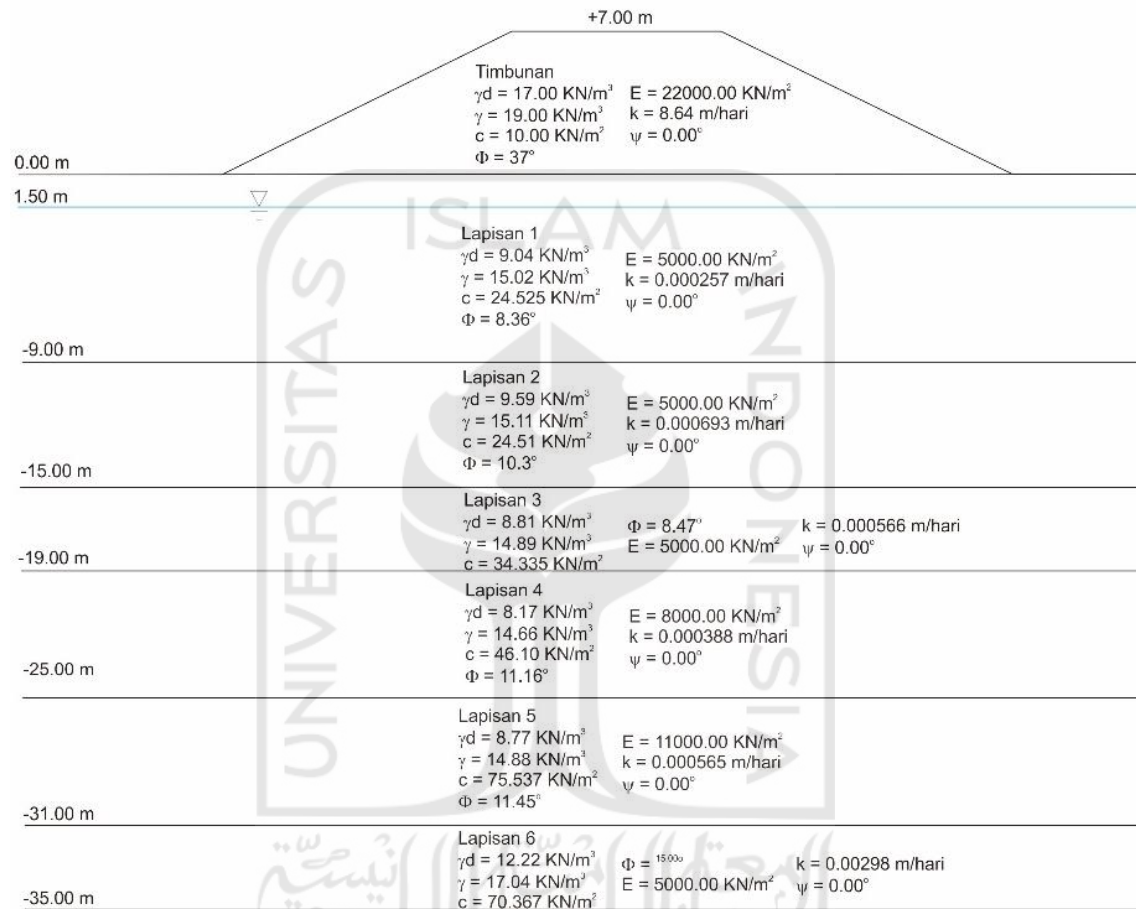 +7.00 m
Timbunan
γd = 17.00 KN/m³ E = 22000.00 KN/m²
γ = 19.00 KN/m³ k = 8.64 m/hari
c = 10.00 KN/m² ψ = 0.00°
Φ = 37°
0.00 m
1.50 m
Lapisan 1
γd = 9.04 KN/m³ E = 5000.00 KN/m²
γ = 15.02 KN/m³ k = 0.000257 m/hari
c = 24.525 KN/m² ψ = 0.00°
Φ = 8.36°
-9.00 m
Lapisan 2
γd = 9.59 KN/m³ E = 5000.00 KN/m²
γ = 15.11 KN/m³ k = 0.000693 m/hari
c = 24.51 KN/m² ψ = 0.00°
Φ = 10.3°
-15.00 m
Lapisan 3
γd = 8.81 KN/m³ Φ = 8.47° k = 0.000566 m/hari
γ = 14.89 KN/m³ E = 5000.00 KN/m² ψ = 0.00°
c = 34.335 KN/m²
-19.00 m
Lapisan 4
γd = 8.17 KN/m³ E = 8000.00 KN/m²
γ = 14.66 KN/m³ k = 0.000388 m/hari
c = 46.10 KN/m² ψ = 0.00°
Φ = 11.16°
-25.00 m
Lapisan 5
γd = 8.77 KN/m³ E = 11000.00 KN/m²
γ = 14.88 KN/m³ k = 0.000565 m/hari
c = 75.537 KN/m² ψ = 0.00°
Φ = 11.45°
-31.00 m
Lapisan 6
γd = 12.22 KN/m³ Φ = 15.00° k = 0.00298 m/hari
γ = 17.04 KN/m³ E = 5000.00 KN/m² ψ = 0.00°
c = 70.367 KN/m²
-35.00 m
ISLAM
UNIVERSITAS
INDONESIA